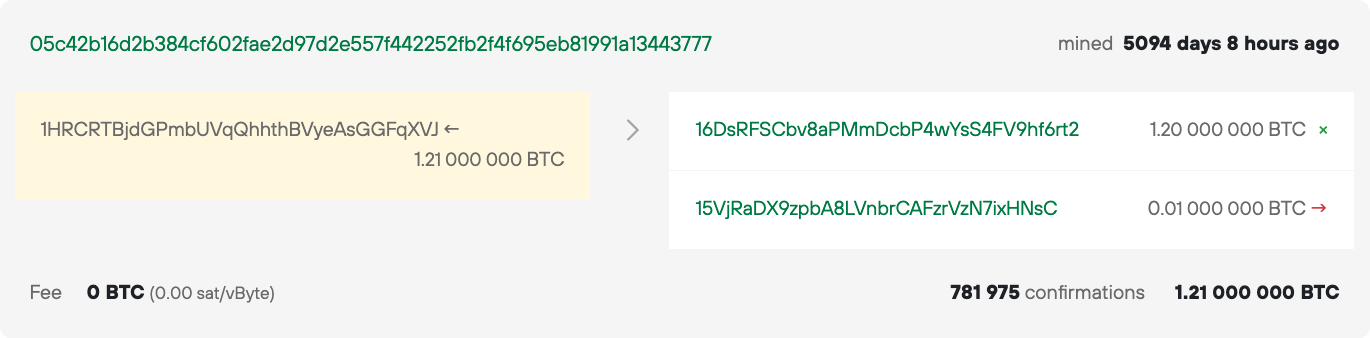 05c42b16d2b384cf602fae2d97d2e557f442252fb2f4f695eb81991a13443777
mined 5094 days 8 hours ago
1HRCRTBjdGPmbUVqQhhthBVyeAsGGFqXVJ ←
1.21 000 000 BTC
>
16DsRFSCbv8aPMmDcbP4wYsS4FV9hf6rt2 1.20 000 000 BTC ×
15VjRaDX9zpbA8LVnbrCAFzrVzN7ixHNsC 0.01 000 000 BTC →
Fee 0 BTC (0.00 sat/vByte)
781 975 confirmations 1.21 000 000 BTC